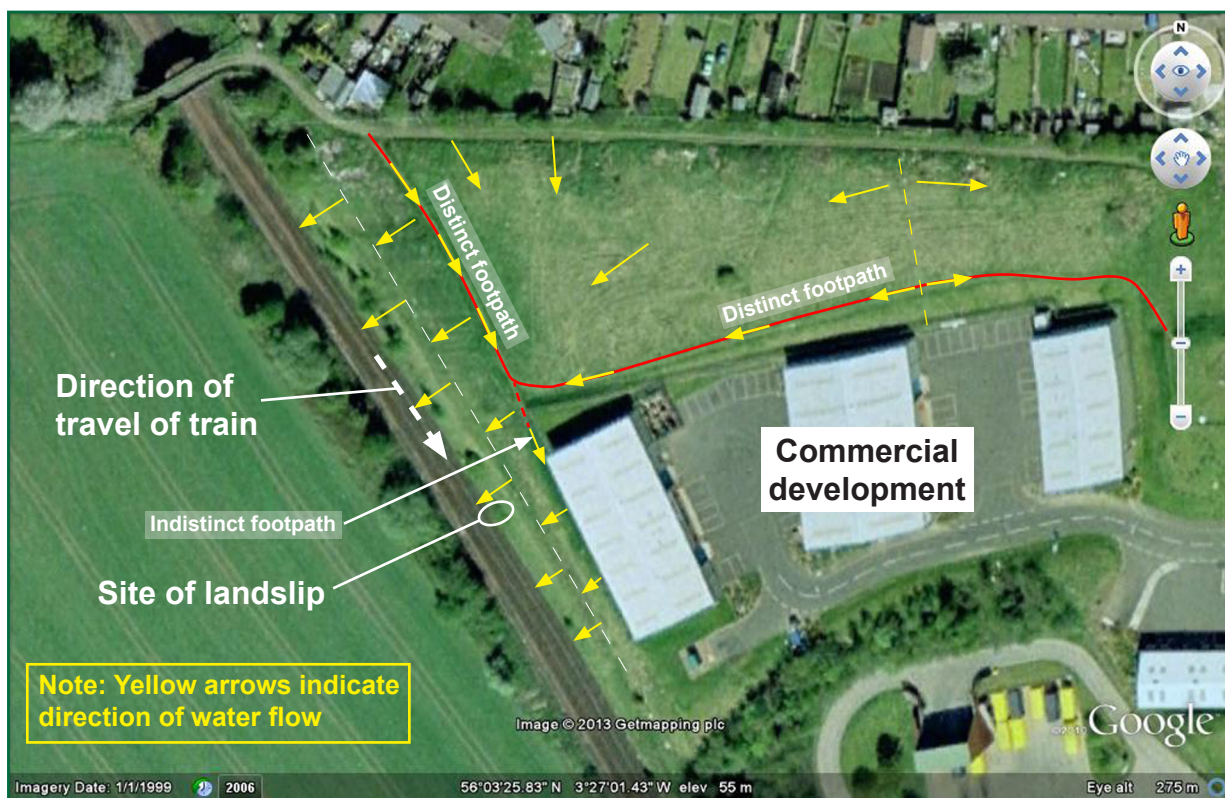 N
Distinct footpath
Distinct footpath
Direction of
travel of train
Commercial
development
Indistinct footpath
Site of landslip
Note: Yellow arrows indicate
direction of water flow
Image © 2013 Getmapping plc
©2010 Google
Imagery Date: 1/1/1999 2006 56°03'25.83" N 3°27'01.43" W elev 55 m Eye alt 275 m